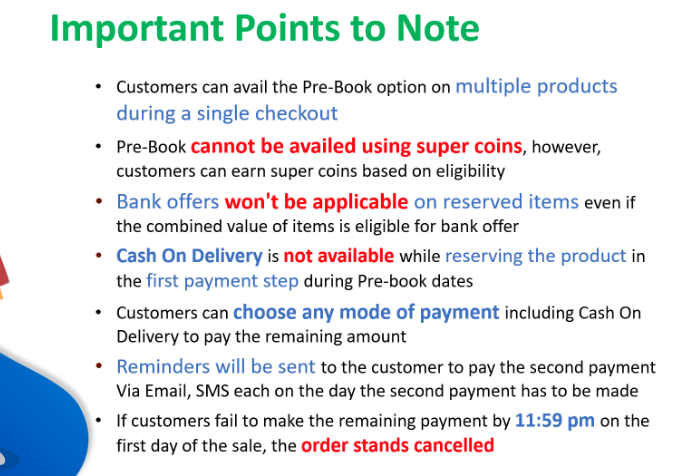 Important Points to Note
• Customers can avail the Pre-Book option on multiple products
during a single checkout
• Pre-Book cannot be availed using super coins, however,
customers can earn super coins based on eligibility
• Bank offers won't be applicable on reserved items even if
the combined value of items is eligible for bank offer
• Cash On Delivery is not available while reserving the product in
the first payment step during Pre-book dates
• Customers can choose any mode of payment including Cash On
Delivery to pay the remaining amount
• Reminders will be sent to the customer to pay the second payment
Via Email, SMS each on the day the second payment has to be made
• If customers fail to make the remaining payment by 11:59 pm on the
first day of the sale, the order stands cancelled